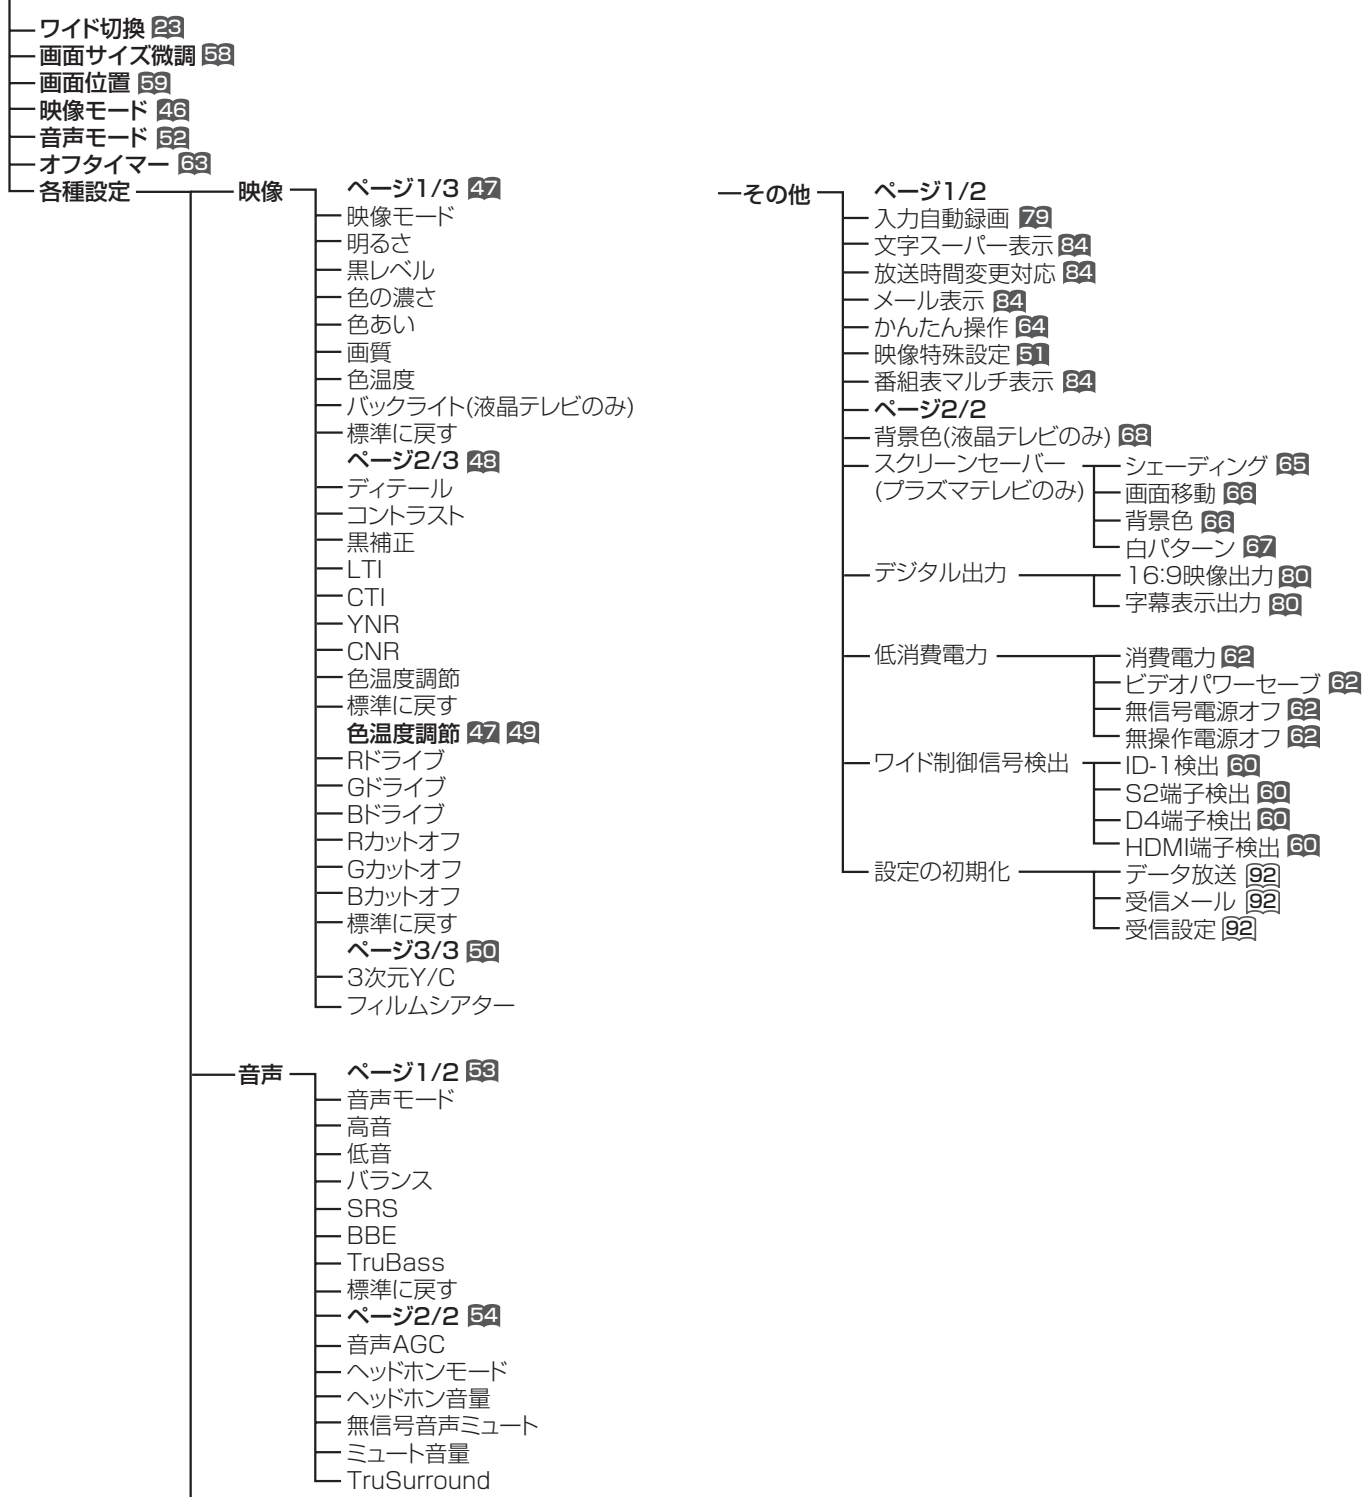 ワイド切換 23
画面サイズ微調 58
画面位置 59
映像モード 46
音声モード 52
オフタイマー 63
各種設定
映像
ページ1/3 47
映像モード
明るさ
黒レベル
色の濃さ
色あい
画質
色温度
バックライト(液晶テレビのみ)
標準に戻す
ページ2/3 48
ディテール
コントラスト
黒補正
LTI
CTI
YNR
CNR
色温度調節
標準に戻す
色温度調節 47 49
Rドライブ
Gドライブ
Bドライブ
Rカットオフ
Gカットオフ
Bカットオフ
標準に戻す
ページ3/3 50
3次元Y/C
フィルムシアター
音声
ページ1/2 53
音声モード
高音
低音
バランス
SRS
BBE
TruBass
標準に戻す
ページ2/2 54
音声AGC
ヘッドホンモード
ヘッドホン音量
無信号音声ミュート
ミュート音量
TruSurround
その他
ページ1/2
入力自動録画 79
文字スーパー表示 84
放送時間変更対応 84
メール表示 84
かんたん操作 64
映像特殊設定 51
番組表マルチ表示 84
ページ2/2
背景色(液晶テレビのみ) 68
スクリーンセーバー
(プラズマテレビのみ)
シェーディング 65
画面移動 66
背景色 66
白パターン 67
デジタル出力
16:9映像出力 80
字幕表示出力 80
低消費電力
消費電力 62
ビデオパワーセーブ 62
無信号電源オフ 62
無操作電源オフ 62
ワイド制御信号検出
ID-1検出 60
S2端子検出 60
D4端子検出 60
HDMI端子検出 60
設定の初期化
データ放送 92
受信メール 92
受信設定 92